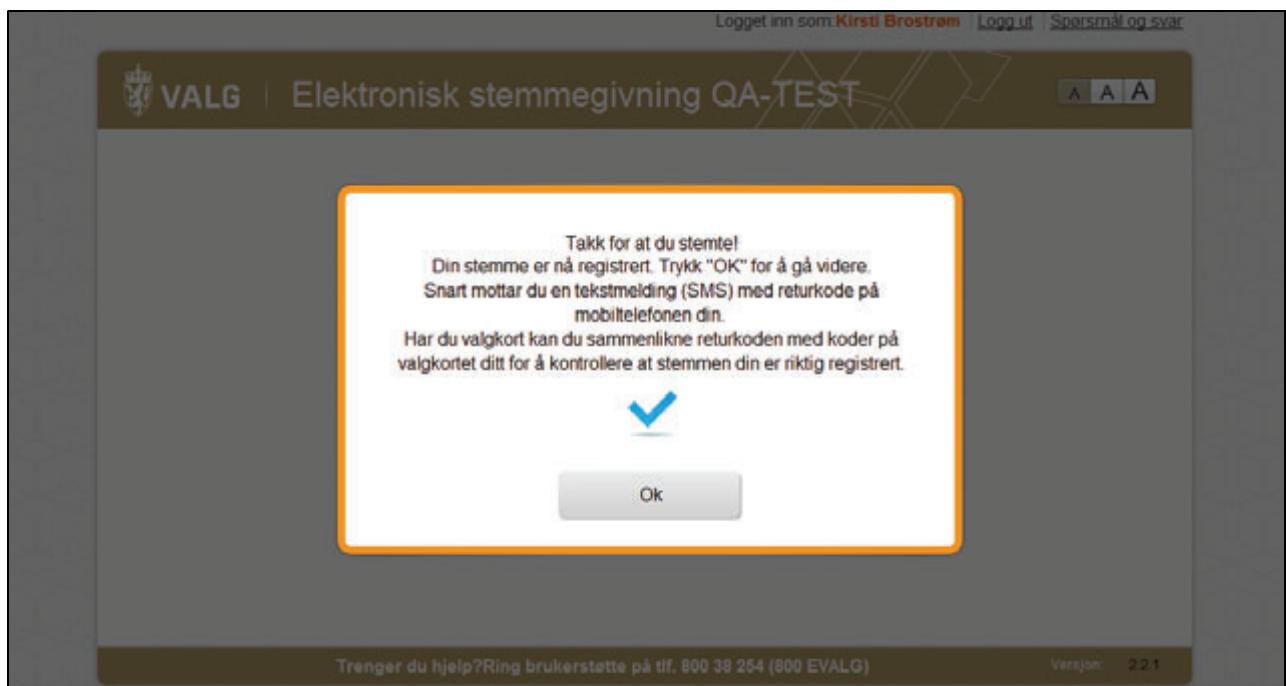 Logget inn som:Kirsti Brostrøm Logg ut Spørsmål og svar
VALG Elektronisk stemmegivning QA-TEST A A A
Takk for at du stemte!
Din stemme er nå registrert. Trykk "OK" for å gå videre.
Snart mottar du en tekstmelding (SMS) med returkode på
mobiltelefonen din.
Har du valgkort kan du sammenlikne returkoden med koder på
valgkortet ditt for å kontrollere at stemmen din er riktig registrert.
Ok
Trenger du hjelp?Ring brukerstøtte på tlf. 800 38 254 (800 EVALG) Versjon: 2.2.1